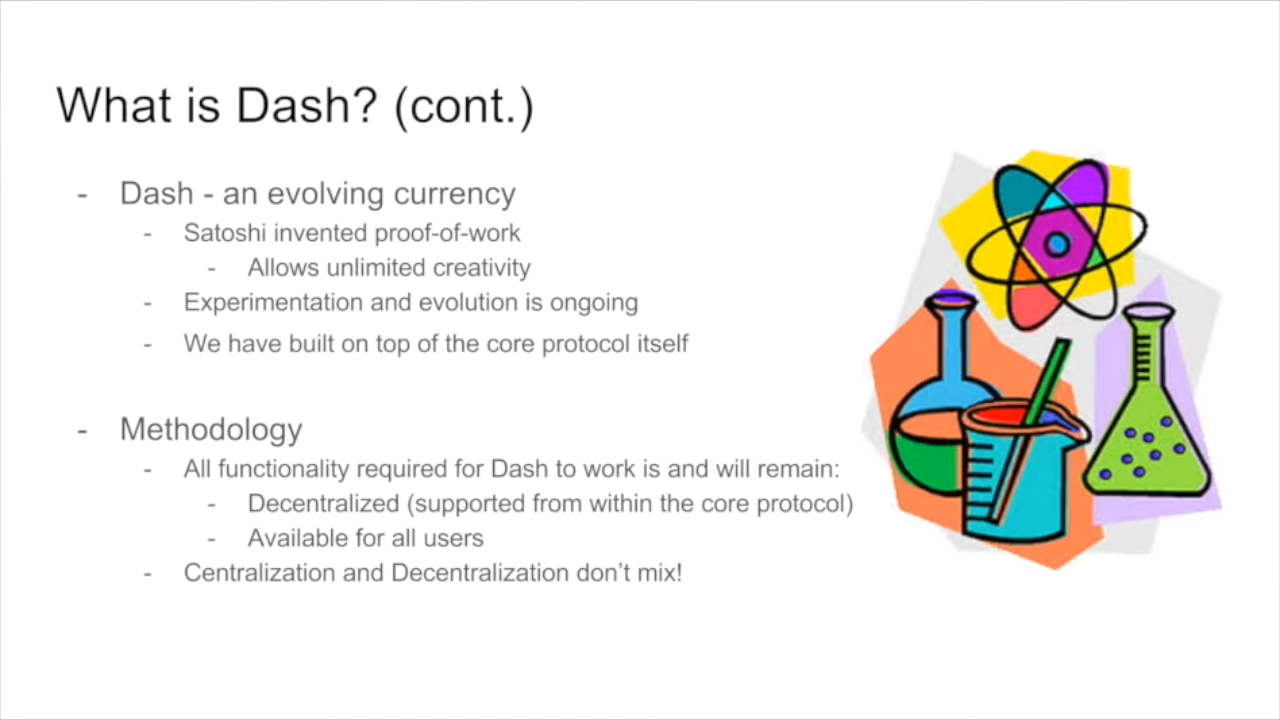 What is Dash? (cont.)
- Dash - an evolving currency
- Satoshi invented proof-of-work
- Allows unlimited creativity
- Experimentation and evolution is ongoing
- We have built on top of the core protocol itself
- Methodology
- All functionality required for Dash to work is and will remain:
- Decentralized (supported from within the core protocol)
- Available for all users
- Centralization and Decentralization don’t mix!